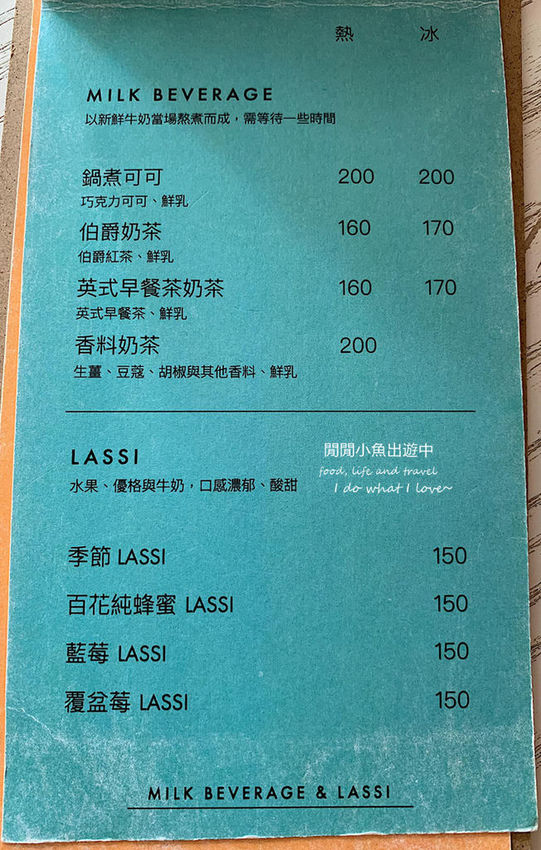 熱 冰
MILK BEVERAGE
以新鮮牛奶當場熬煮而成，需等待一些時間
鍋煮可可 200 200
巧克力可可、鮮乳
伯爵奶茶 160 170
伯爵紅茶、鮮乳
英式早餐茶奶茶 160 170
英式早餐茶、鮮乳
香料奶茶 200
生薑、豆蔻、胡椒與其他香料、鮮乳
LASSI
水果、優格與牛奶，口感濃郁、酸甜
閒閒小魚出遊中
food, life and travel
I do what I love~
季節 LASSI 150
百花純蜂蜜 LASSI 150
藍莓 LASSI 150
覆盆莓 LASSI 150
MILK BEVERAGE & LASSI